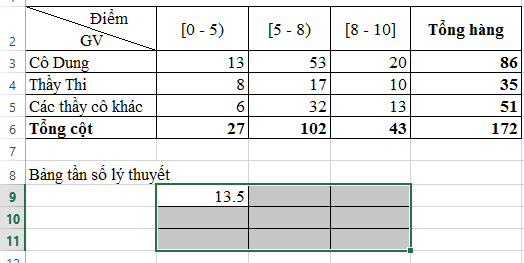 Điểm
GV
[0 - 5) [5 - 8) [8 - 10] Tổng hàng
2
3 Cô Dung 13 53 20 86
4 Thầy Thi 8 17 10 35
5 Các thầy cô khác 6 32 13 51
6 Tổng cột 27 102 43 172
7
8 Bảng tần số lý thuyết
9 13.5
10
11